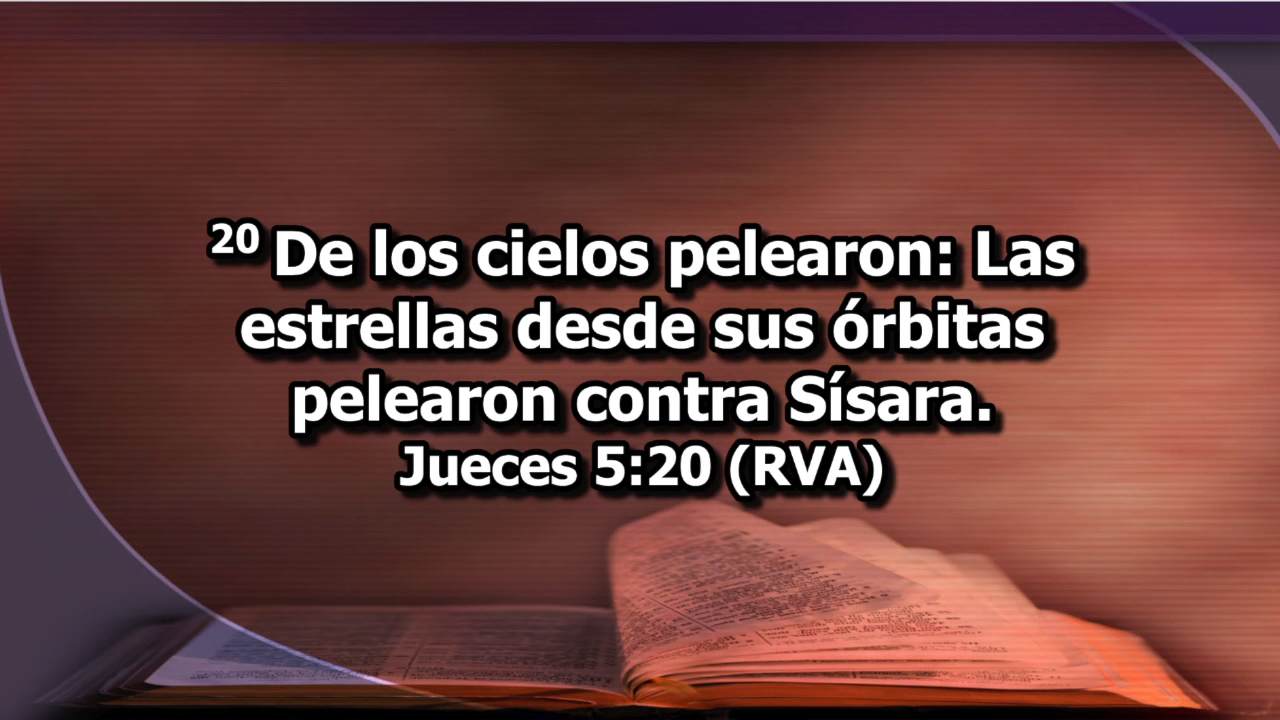 20 De los cielos pelearon: Las
estrellas desde sus órbitas
pelearon contra Sísara.
Jueces 5:20 (RVA)